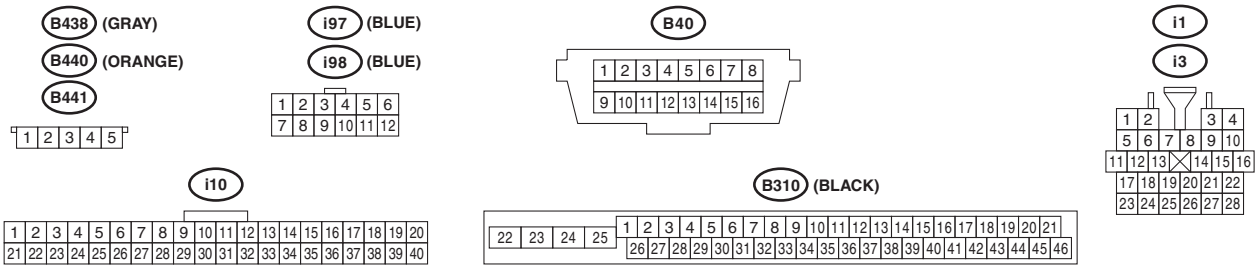 B438 (GRAY)
B440 (ORANGE)
B441
1 2 3 4 5
i97 (BLUE)
i98 (BLUE)
1 2 3 4 5 6
7 8 9 10 11 12
B40
1 2 3 4 5 6 7 8
9 10 11 12 13 14 15 16
i1
i3
1 2 3 4
5 6 7 8 9 10
11 12 13 14 15 16
17 18 19 20 21 22
23 24 25 26 27 28
i10
1 2 3 4 5 6 7 8 9 10 11 12 13 14 15 16 17 18 19 20
21 22 23 24 25 26 27 28 29 30 31 32 33 34 35 36 37 38 39 40
B310 (BLACK)
22 23 24 25
1 2 3 4 5 6 7 8 9 10 11 12 13 14 15 16 17 18 19 20 21
26 27 28 29 30 31 32 33 34 35 36 37 38 39 40 41 42 43 44 45 46